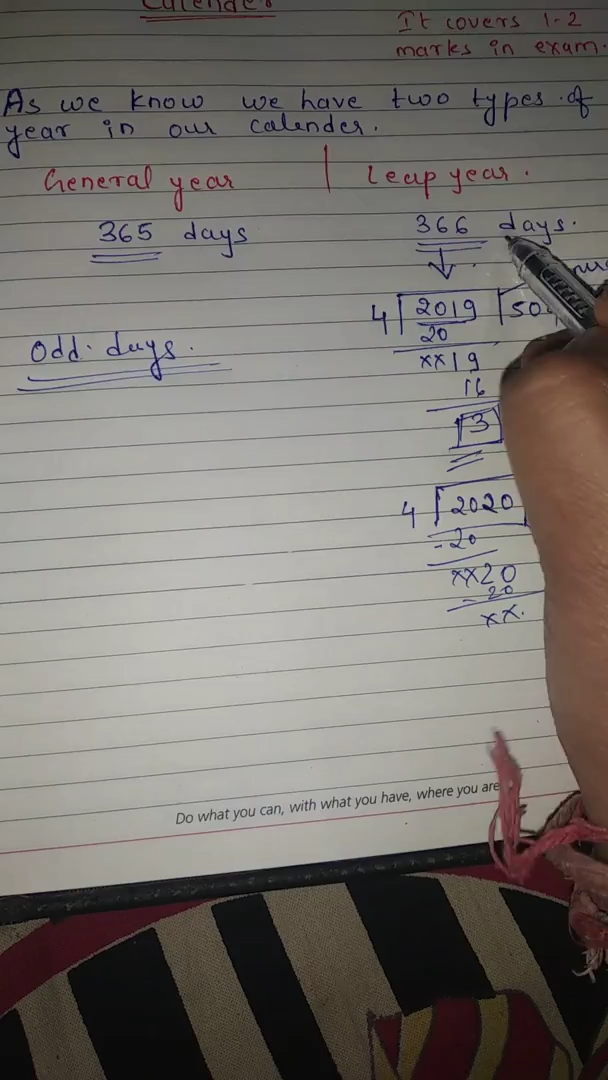 Calender
It covers 1-2
marks in exam.
As we know we have two types of
year in our calender.
General year
Leap year.
365 days
366 days.
4 2019 504
20
xx19
16
3
Odd days.
4 2020
-20
xx20
-20
xx.
Do what you can, with what you have, where you are